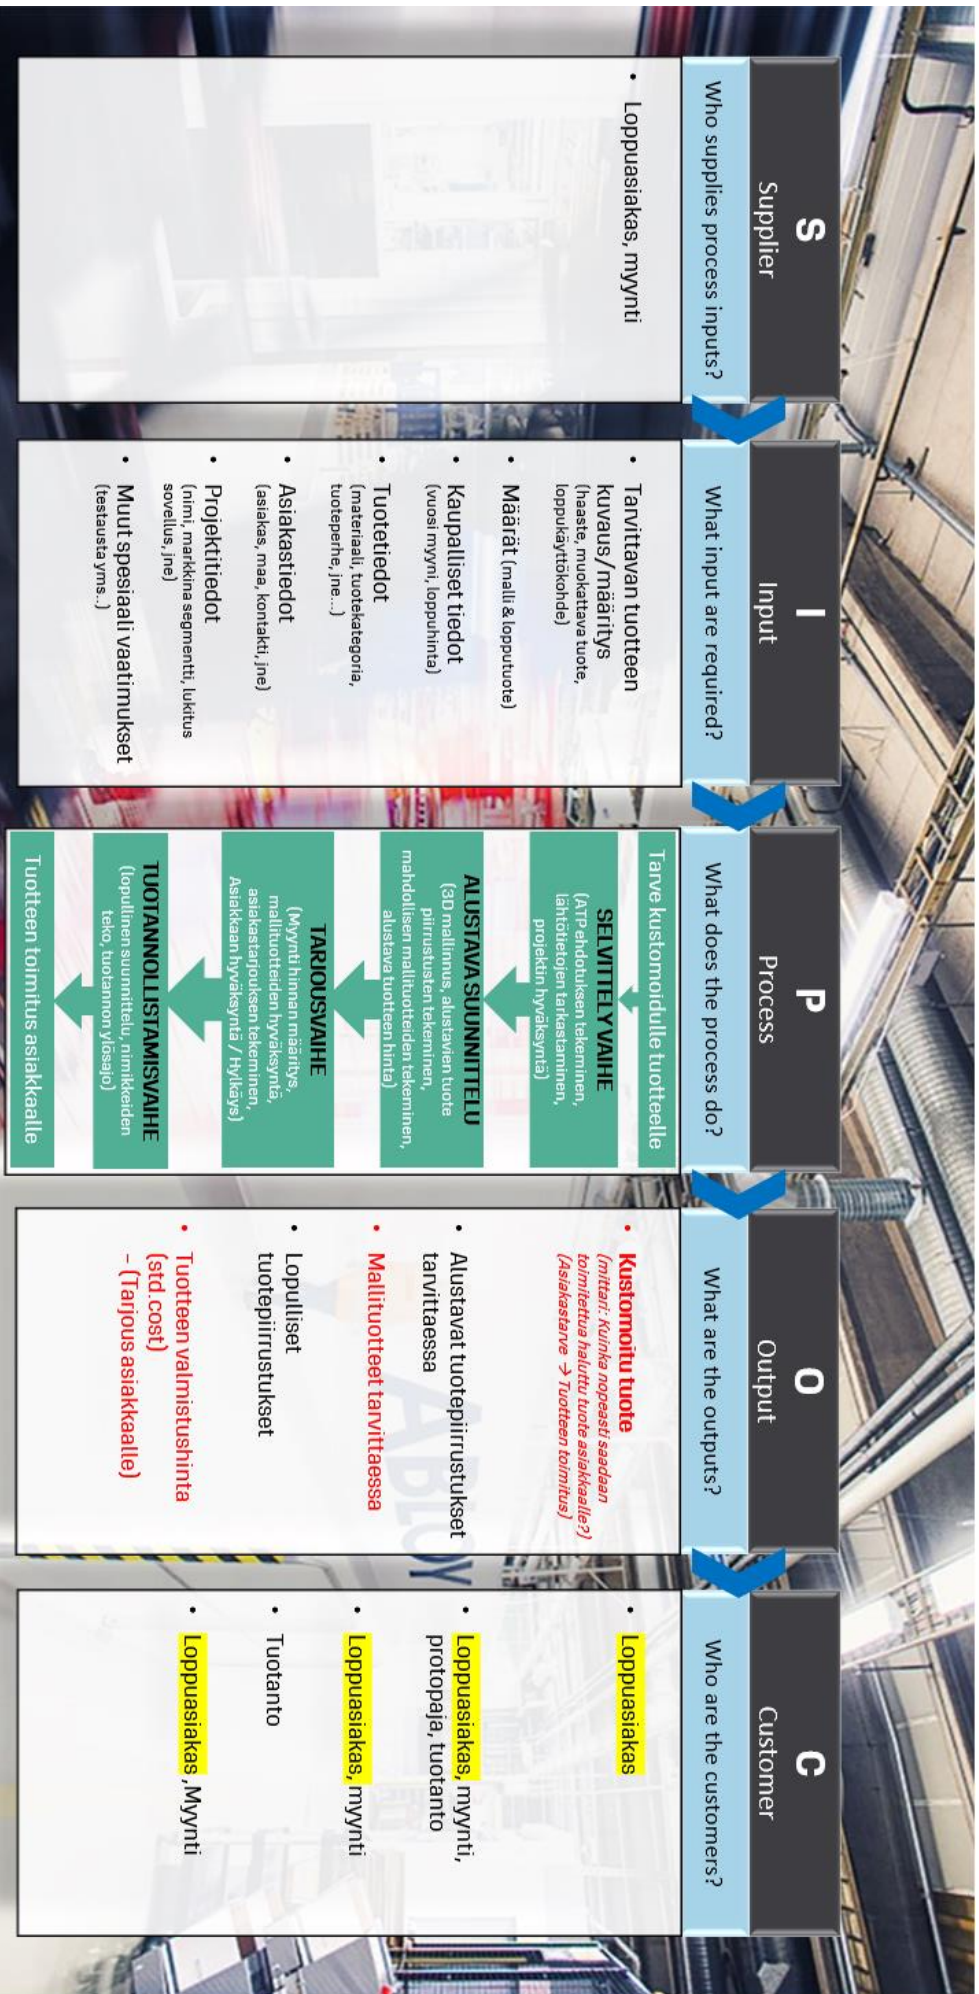 S
Supplier
Who supplies process inputs?
• Loppuasiakas, myynti
I
Input
What input are required?
• Tarvittavan tuotteen
kuvaus/määritys
(haaste, muokattava tuote,
loppukäyttökohde)
• Määrät (malli & lopputuote)
• Kaupalliset tiedot
(vuosi myyni, loppuhinta)
• Tuotetiedot
(materiaali, tuotekategoria,
tuoteperhe, jne...)
• Asiakastiedot
(asiakas, maa, kontakti, jne)
• Projektitiedot
(nimi, markkina segmentti, lukitus
sovellus, jne)
• Muut spesiaali vaatimukset
(testausta yms..)
P
Process
What does the process do?
Tarve kustomoidulle tuotteelle
SELVITTELYVAIHE
(ATP ehdotuksen tekeminen,
lähtötietojen tarkastaminen,
projektin hyväksyntä)
ALUSTAVA SUUNNITTELU
(3D mallinnus, alustavien tuote
piirrustusten tekeminen,
mahdollisen mallituotteiden tekeminen,
alustava tuotteen hinta)
TARJOUSVAIHE
(Myynti hinnan määritys,
mallituotteiden hyväksyntä,
asiakastarjouksen tekeminen,
Asiakkaan hyväksyntä / Hylkäys)
TUOTANNOLLISTAMSVAIHE
(lopullinen suunnittelu, nimikkeiden
teko, tuotannon ylösajo)
Tuotteen toimitus asiakkaalle
O
Output
What are the outputs?
• Kustomoitu tuote
(mittari: Kuinka nopeasti saadaan
toimitettua haluttu tuote asiakkaalle?)
(Asiakastarve → Tuotteen toimitus)
• Alustavat tuotepiirrustukset
tarvittaessa
• Mallituotteet tarvittaessa
• Lopulliset
tuotepiirrustukset
• Tuotteen valmistushinta
(std.cost)
– (Tarjous asiakkaalle)
ABLOY
C
Customer
Who are the customers?
• Loppuasiakas
• Loppuasiakas, myynti,
protopaja, tuotanto
• Loppuasiakas, myynti
• Tuotanto
• Loppuasiakas ,Myynti